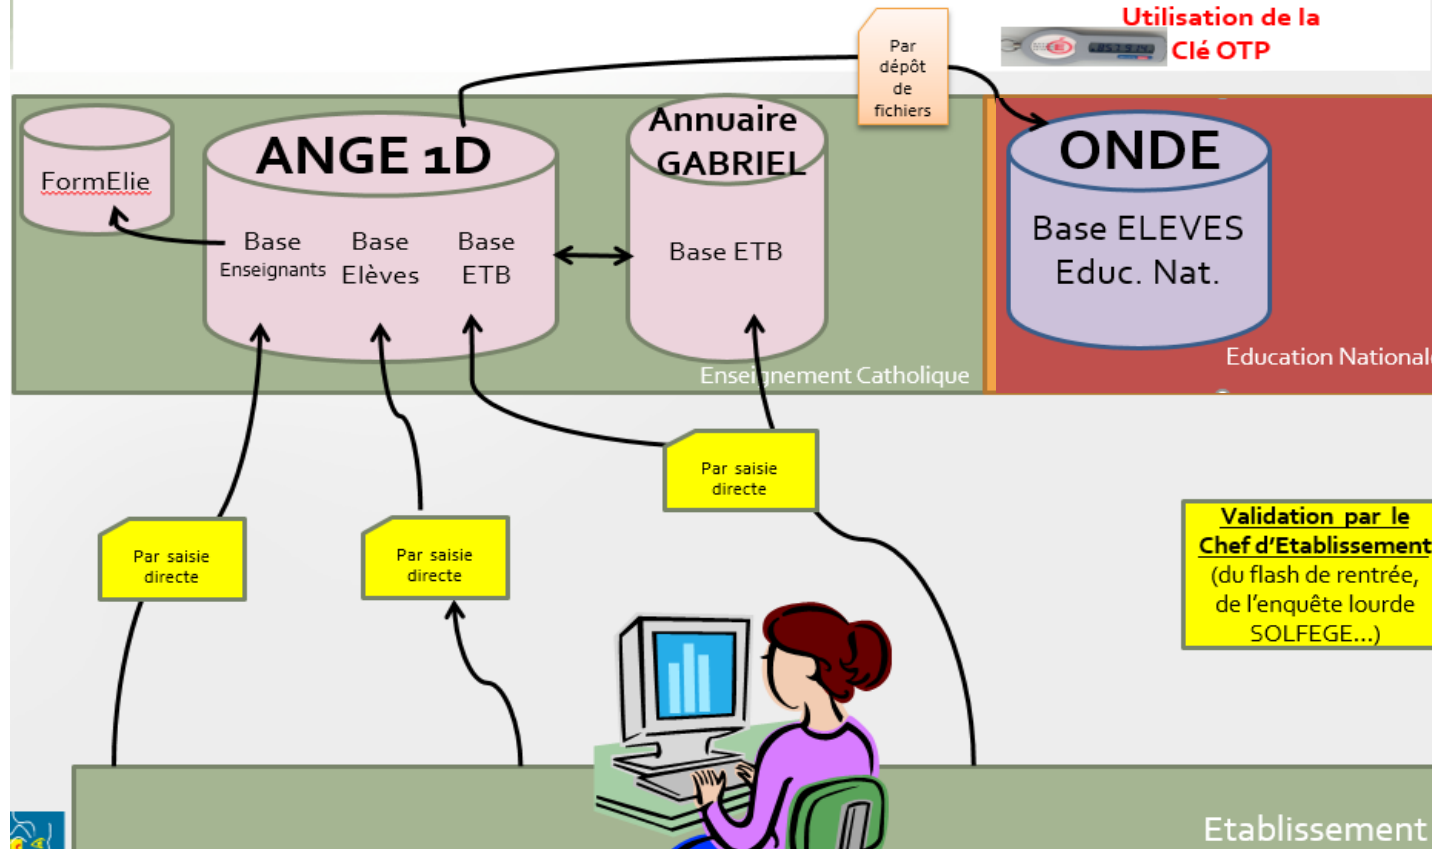 Utilisation de la
Clé OTP
Par
dépôt
de
fichiers
FormElie
ANGE 1D
Base
Enseignants
Base
Elèves
Base
ETB
Annuaire
GABRIEL
Base ETB
Enseignement Catholique
ONDE
Base ELEVES
Educ. Nat.
Education Nationale
Par saisie
directe
Par saisie
directe
Par saisie
directe
Validation par le
Chef d'Etablissement
(du flash de rentrée,
de l'enquête lourde
SOLFEGE...)
Etablissement